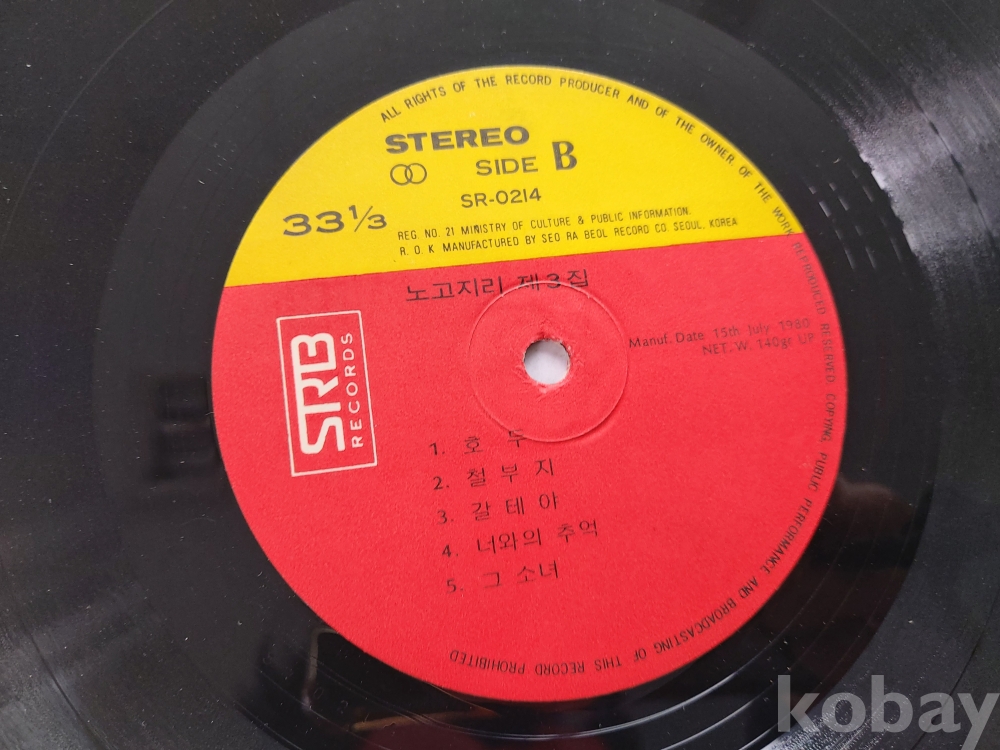 ALL RIGHTS OF THE RECORD PRODUCER AND OF THE OWNER OF THE WORK REPRODUCED RESERVED. COPYING PUBLIC PERFORMANCE AND BROADCASTING OF THIS RECORD PROHIBITED
STEREO
SIDE B
SR-0214
33 1/3
REG. NO. 21 MINISTRY OF CULTURE & PUBLIC INFORMATION.
R. O. K MANUFACTURED BY SEO RA BEOL RECORD CO. SEOUL. KOREA
노고지리 제3집
Manuf. Date 15th July 1980
NET. W. 140gr UP
SRB
RECORDS
1. 호 두
2. 철 부 지
3. 갈 테 야
4. 너와의 추억
5. 그 소녀
kobay